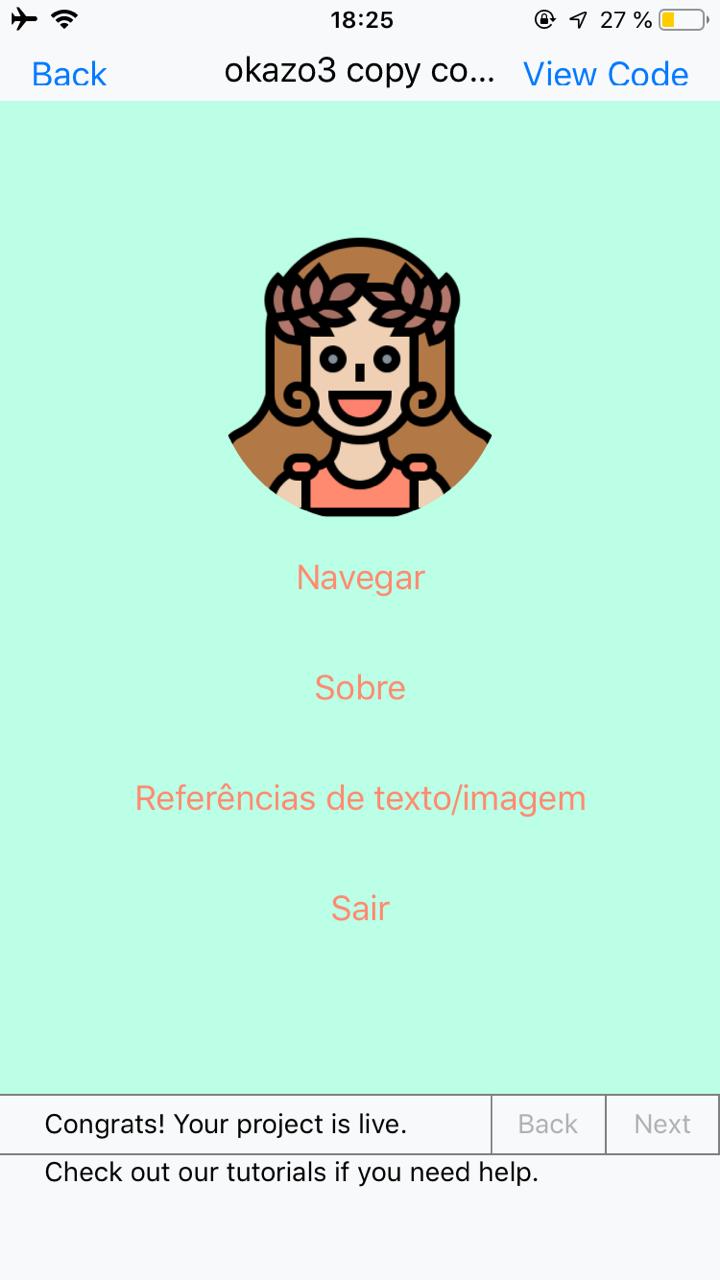 18:25
27 %
Back
okazo3 copy co...
View Code
Navegar
Sobre
Referências de texto/imagem
Sair
Congrats! Your project is live.
Back
Next
Check out our tutorials if you need help.